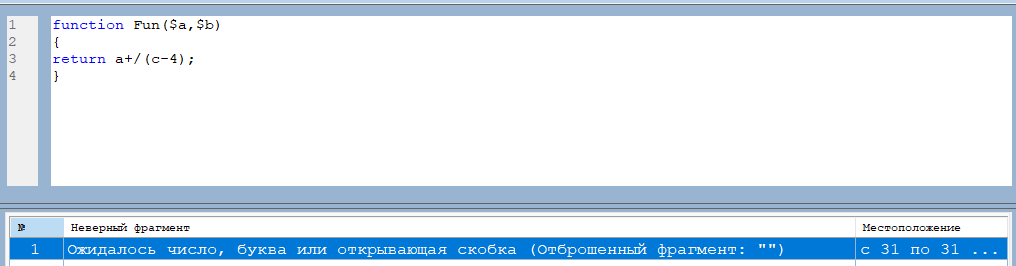 1 function Fun($a,$b)
2 {
3 return a+/(c-4);
4 }
№ Неверный фрагмент Местоположение
1 Ожидалось число, буква или открывающая скобка (Отброшенный фрагмент: "") с 31 по 31 ...